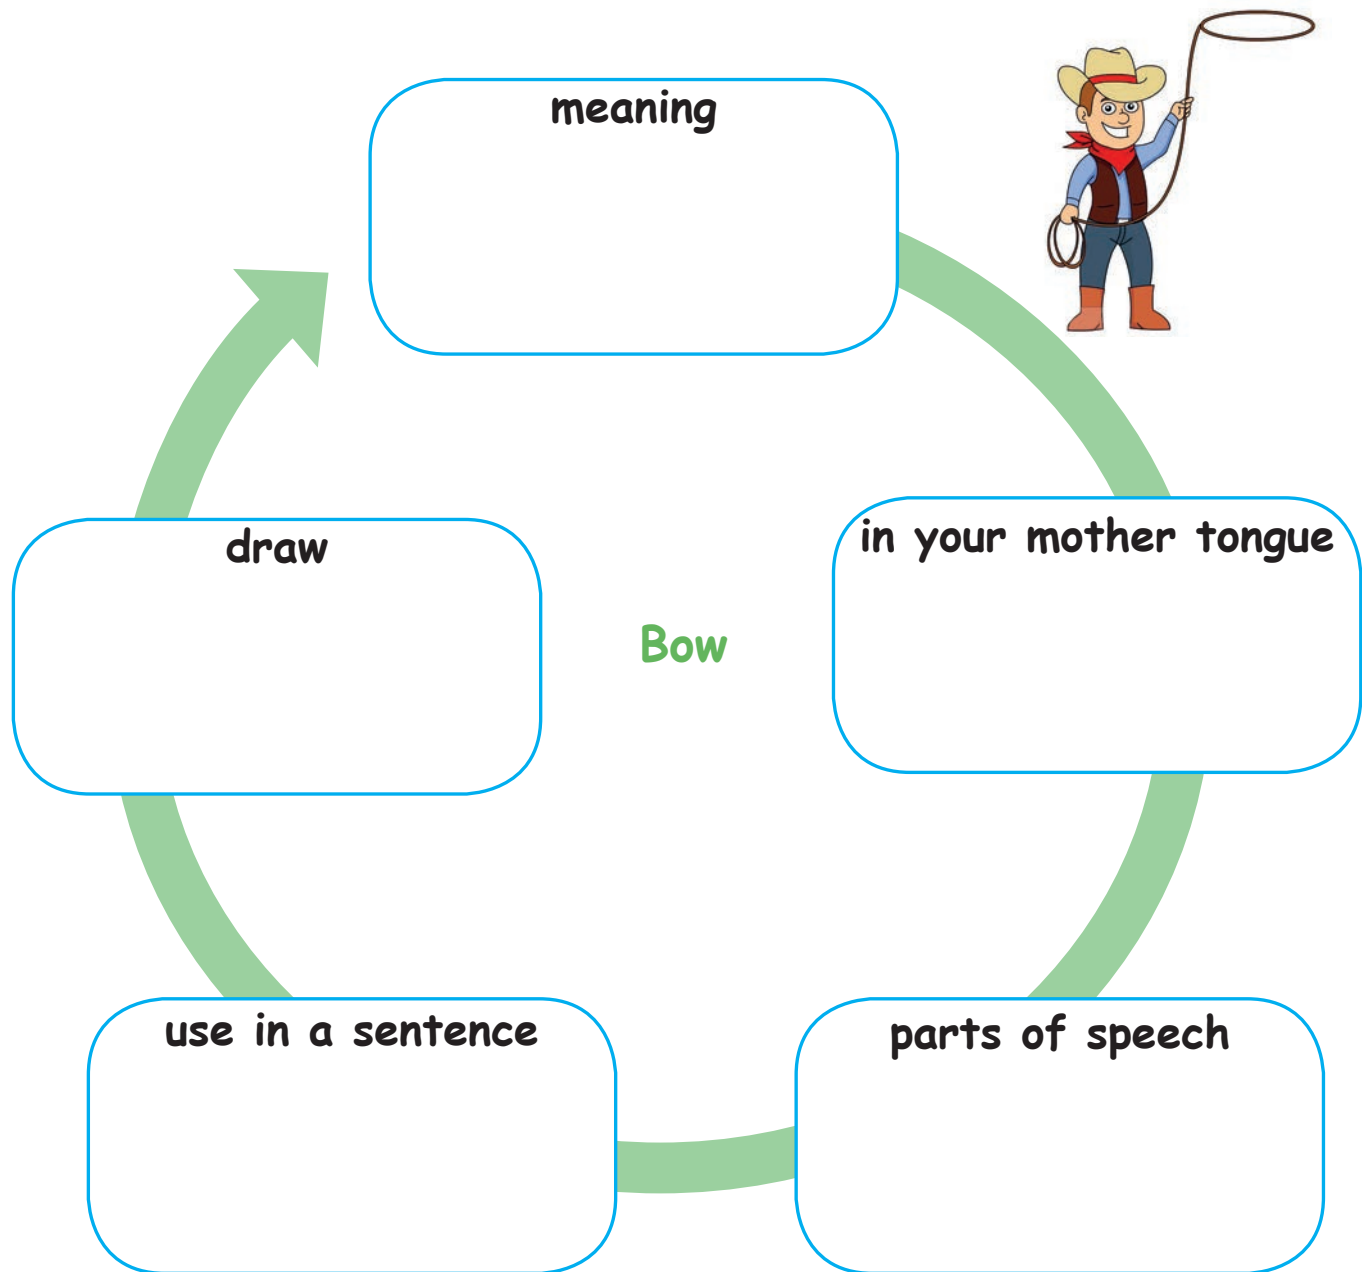 meaning
in your mother tongue
draw
Bow
use in a sentence
parts of speech